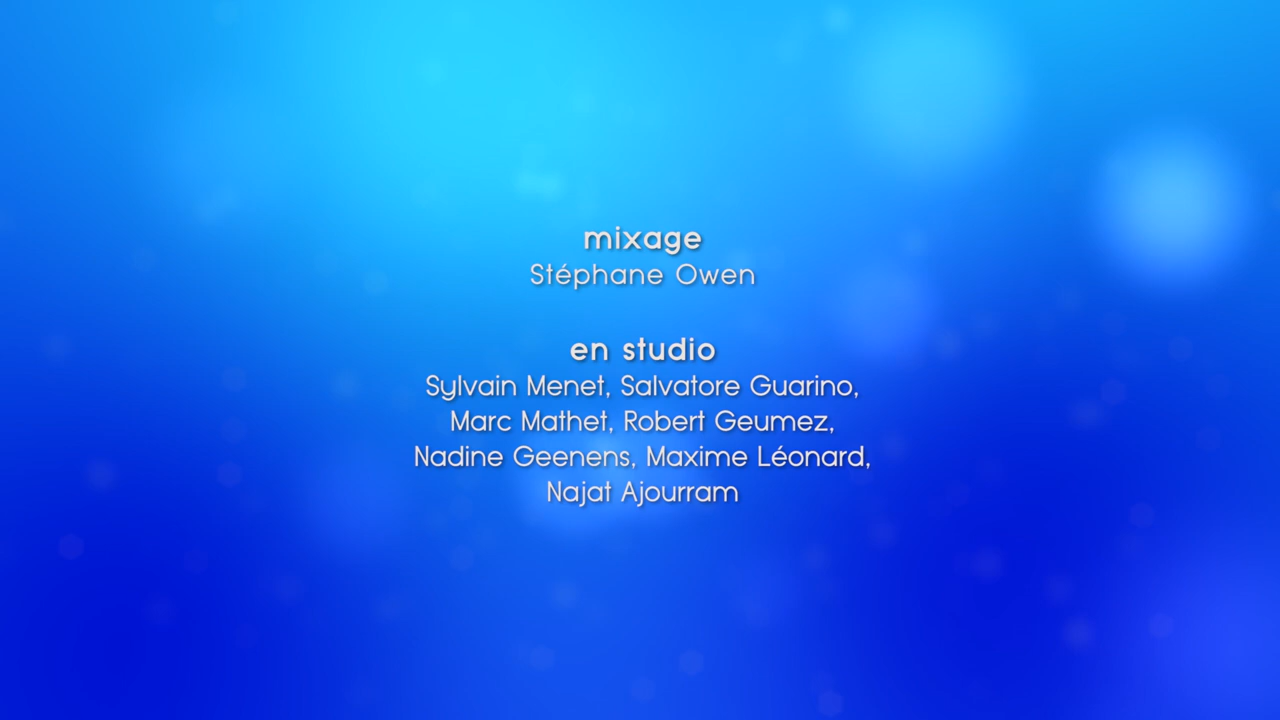 mixage
Stéphane Owen
en studio
Sylvain Menet, Salvatore Guarino,
Marc Mathet, Robert Geumez,
Nadine Geenens, Maxime Léonard,
Najat Ajourram